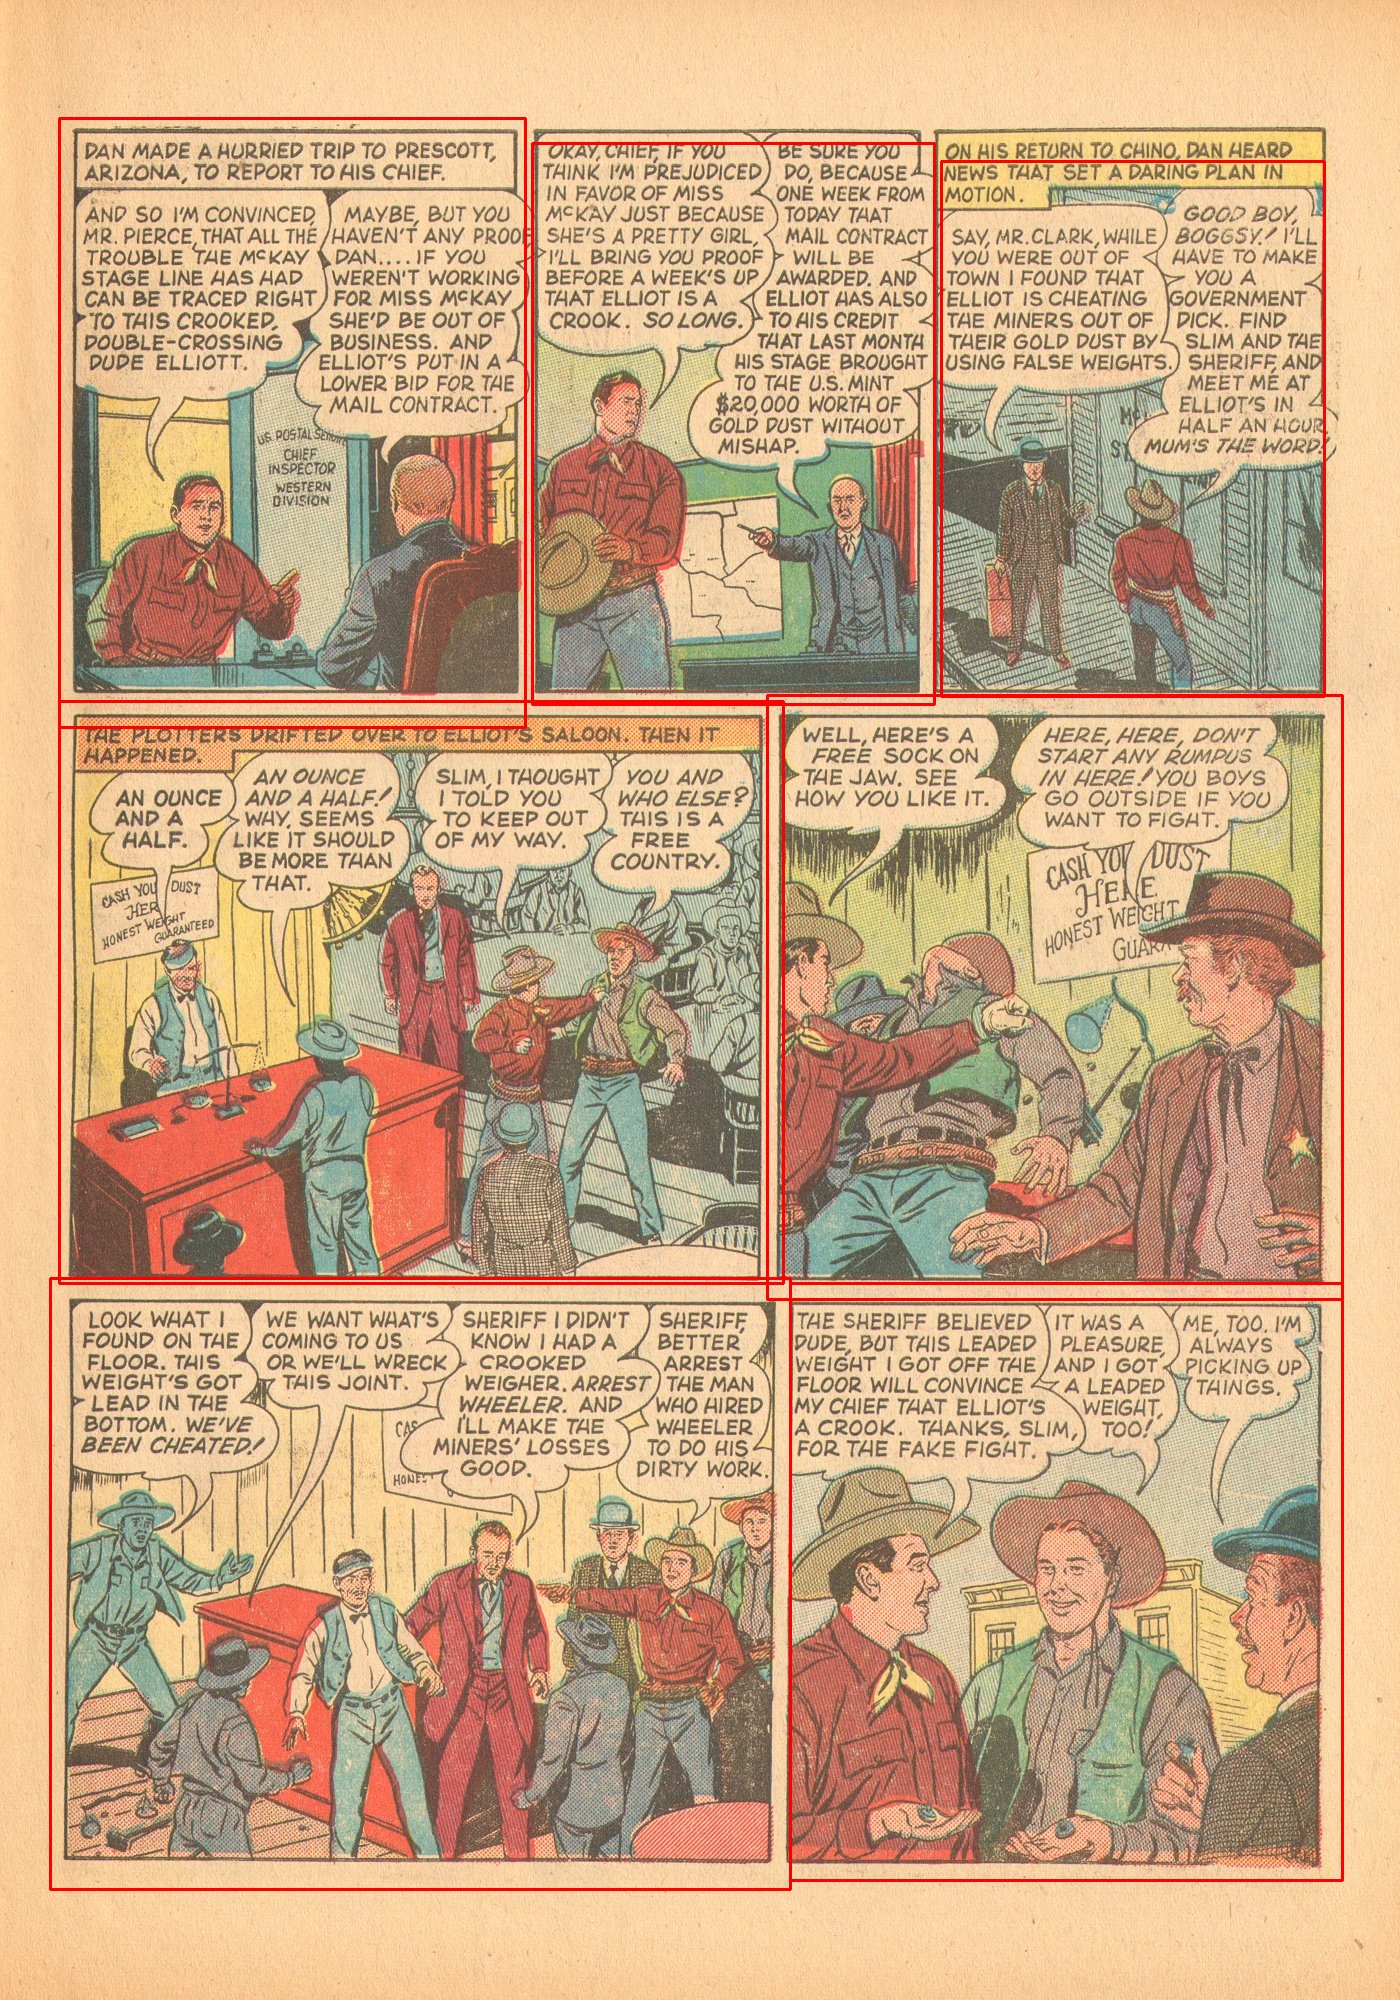 DAN MADE A HURRIED TRIP TO PRESCOTT,
ARIZONA, TO REPORT TO HIS CHIEF.
AND SO I'M CONVINCED,
MR. PIERCE, THAT ALL THE
TROUBLE THE McKAY
STAGE LINE HAS HAD
CAN BE TRACED RIGHT
TO THIS CROOKED,
DOUBLE-CROSSING
DUDE ELLIOTT.
MAYBE, BUT YOU
HAVEN'T ANY PROOF
DAN.... IF YOU
WEREN'T WORKING
FOR MISS McKAY
SHE'D BE OUT OF
BUSINESS. AND
ELLIOT'S PUT IN A
LOWER BID FOR THE
MAIL CONTRACT.
U.S. POSTAL SERVICE
CHIEF
INSPECTOR
WESTERN
DIVISION
OKAY, CHIEF, IF YOU
THINK I'M PREJUDICED
IN FAVOR OF MISS
McKAY JUST BECAUSE
SHE'S A PRETTY GIRL,
I'LL BRING YOU PROOF
BEFORE A WEEK'S UP
THAT ELLIOT IS A
CROOK. SO LONG.
BE SURE YOU
DO, BECAUSE
ONE WEEK FROM
TODAY THAT
MAIL CONTRACT
WILL BE
AWARDED. AND
ELLIOT HAS ALSO
TO HIS CREDIT
THAT LAST MONTH
HIS STAGE BROUGHT
TO THE U.S. MINT
$20,000 WORTH OF
GOLD DUST WITHOUT
MISHAP.
ON HIS RETURN TO CHINO, DAN HEARD
NEWS THAT SET A DARING PLAN IN
MOTION.
SAY, MR. CLARK, WHILE
YOU WERE OUT OF
TOWN I FOUND THAT
ELLIOT IS CHEATING
THE MINERS OUT OF
THEIR GOLD DUST BY
USING FALSE WEIGHTS.
GOOD BOY,
BOGGSY! I'LL
HAVE TO MAKE
YOU A
GOVERNMENT
DICK. FIND
SLIM AND THE
SHERIFF, AND
MEET ME AT
ELLIOT'S IN
HALF AN HOUR
MUM'S THE WORD!
THE PLOTTERS DRIFTED OVER TO ELLIOT'S SALOON. THEN IT
HAPPENED.
AN OUNCE
AND A
HALF.
AN OUNCE
AND A HALF!
WHY, SEEMS
LIKE IT SHOULD
BE MORE THAN
THAT.
SLIM, I THOUGHT
I TOLD YOU
TO KEEP OUT
OF MY WAY.
YOU AND
WHO ELSE?
THIS IS A
FREE
COUNTRY.
CASH YOU DUST
HER
HONEST WEIGHT
GUARANTEED
WELL, HERE'S A
FREE SOCK ON
THE JAW. SEE
HOW YOU LIKE IT.
HERE, HERE, DON'T
START ANY RUMPUS
IN HERE! YOU BOYS
GO OUTSIDE IF YOU
WANT TO FIGHT.
CASH YOU DUST
HERE
HONEST WEIGHT
GUARA
LOOK WHAT I
FOUND ON THE
FLOOR. THIS
WEIGHT'S GOT
LEAD IN THE
BOTTOM. WE'VE
BEEN CHEATED!
WE WANT WHAT'S
COMING TO US
OR WE'LL WRECK
THIS JOINT.
SHERIFF I DIDN'T
KNOW I HAD A
CROOKED
WEIGHER. ARREST
WHEELER. AND
I'LL MAKE THE
MINERS' LOSSES
GOOD.
SHERIFF,
BETTER
ARREST
THE MAN
WHO HIRED
WHEELER
TO DO HIS
DIRTY WORK.
CAS
HONES
THE SHERIFF BELIEVED
DUDE, BUT THIS LEADED
WEIGHT I GOT OFF THE
FLOOR WILL CONVINCE
MY CHIEF THAT ELLIOT'S
A CROOK. THANKS, SLIM,
FOR THE FAKE FIGHT.
IT WAS A
PLEASURE,
AND I GOT
A LEADED
WEIGHT,
TOO!
ME, TOO. I'M
ALWAYS
PICKING UP
THINGS.